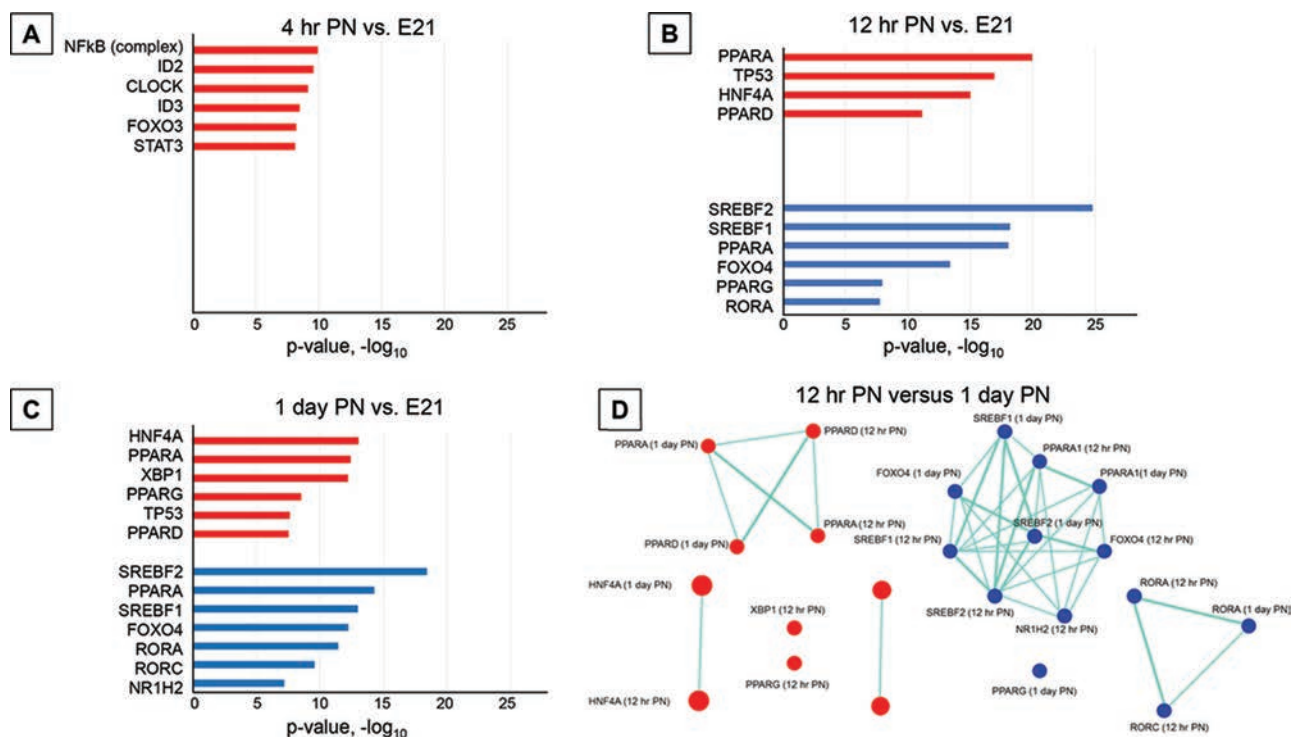 A
4 hr PN vs. E21
NFkB (complex)
ID2
CLOCK
ID3
FOXO3
STAT3
0 5 10 15 20 25
p-value, -log10
B
12 hr PN vs. E21
PPARA
TP53
HNF4A
PPARD
SREBF2
SREBF1
PPARA
FOXO4
PPARG
RORA
0 5 10 15 20 25
p-value, -log10
C
1 day PN vs. E21
HNF4A
PPARA
XBP1
PPARG
TP53
PPARD
SREBF2
PPARA
SREBF1
FOXO4
RORA
RORC
NR1H2
0 5 10 15 20 25
p-value, -log10
D
12 hr PN versus 1 day PN
PPARA (1 day PN)
PPARD (12 hr PN)
PPARD (1 day PN)
PPARA (12 hr PN)
SREBF1 (1 day PN)
PPARA1 (12 hr PN)
FOXO4 (1 day PN)
PPARA1(1 day PN)
SREBF2 (1 day PN)
SREBF1 (12 hr PN)
FOXO4 (12 hr PN)
SREBF2 (12 hr PN)
NR1H2 (12 hr PN)
HNF4A (1 day PN)
HNF4A (12 hr PN)
XBP1 (12 hr PN)
PPARG (12 hr PN)
PPARG (1 day PN)
RORA (12 hr PN)
RORA (1 day PN)
RORC (12 hr PN)